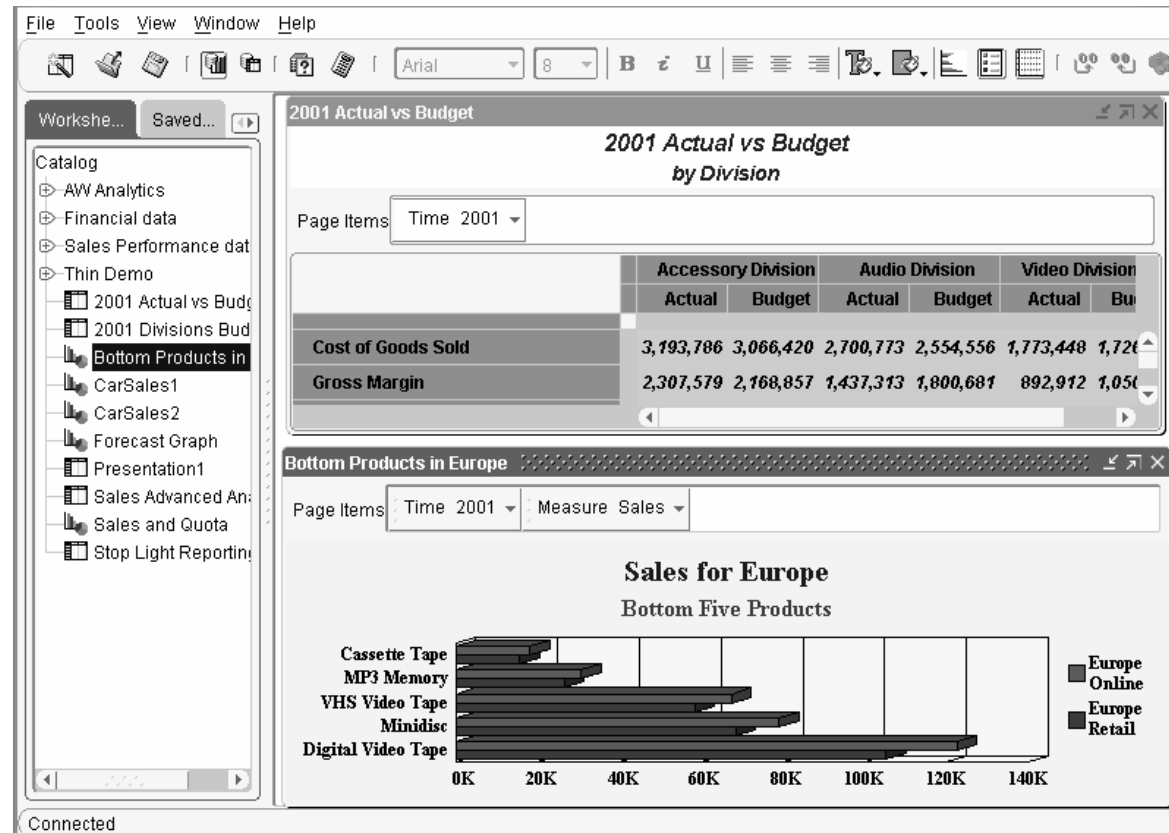 File Tools View Window Help
Arial 8 B i U
Workshe... Saved...
Catalog
AW Analytics
Financial data
Sales Performance dat
Thin Demo
2001 Actual vs Budg
2001 Divisions Bud
Bottom Products in
CarSales1
CarSales2
Forecast Graph
Presentation1
Sales Advanced Ana
Sales and Quota
Stop Light Reporting
2001 Actual vs Budget
2001 Actual vs Budget
by Division
Page Items Time 2001
Accessory Division Audio Division Video Division
Actual Budget Actual Budget Actual Bu
Cost of Goods Sold 3,193,786 3,066,420 2,700,773 2,554,556 1,773,448 1,726
Gross Margin 2,307,579 2,168,857 1,437,313 1,800,681 892,912 1,050
Bottom Products in Europe
Page Items Time 2001 Measure Sales
Sales for Europe
Bottom Five Products
Cassette Tape
MP3 Memory
VHS Video Tape
Minidisc
Digital Video Tape
0K 20K 40K 60K 80K 100K 120K 140K
Europe
Online
Europe
Retail
Connected